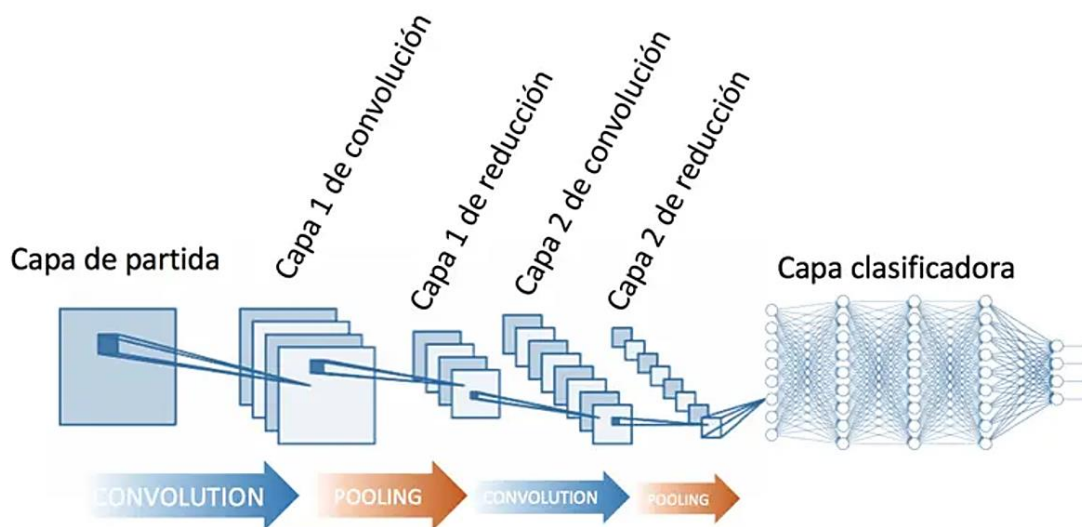 Capa de partida
Capa 1 de convolución
Capa 1 de reducción
Capa 2 de convolución
Capa 2 de reducción
Capa clasificadora
CONVOLUTION
POOLING
CONVOLUTION
POOLING